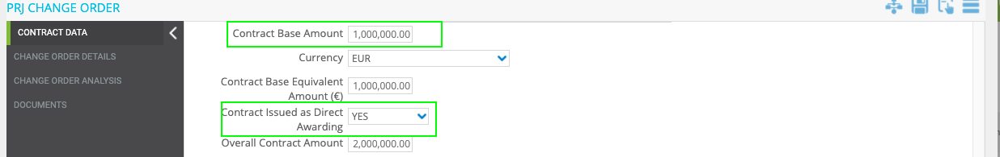 PRJ CHANGE ORDER
CONTRACT DATA
CHANGE ORDER DETAILS
CHANGE ORDER ANALYSIS
DOCUMENTS
Contract Base Amount 1,000,000.00
Currency EUR
Contract Base Equivalent
Amount (€) 1,000,000.00
Contract Issued as Direct
Awarding YES
Overall Contract Amount 2,000,000.00